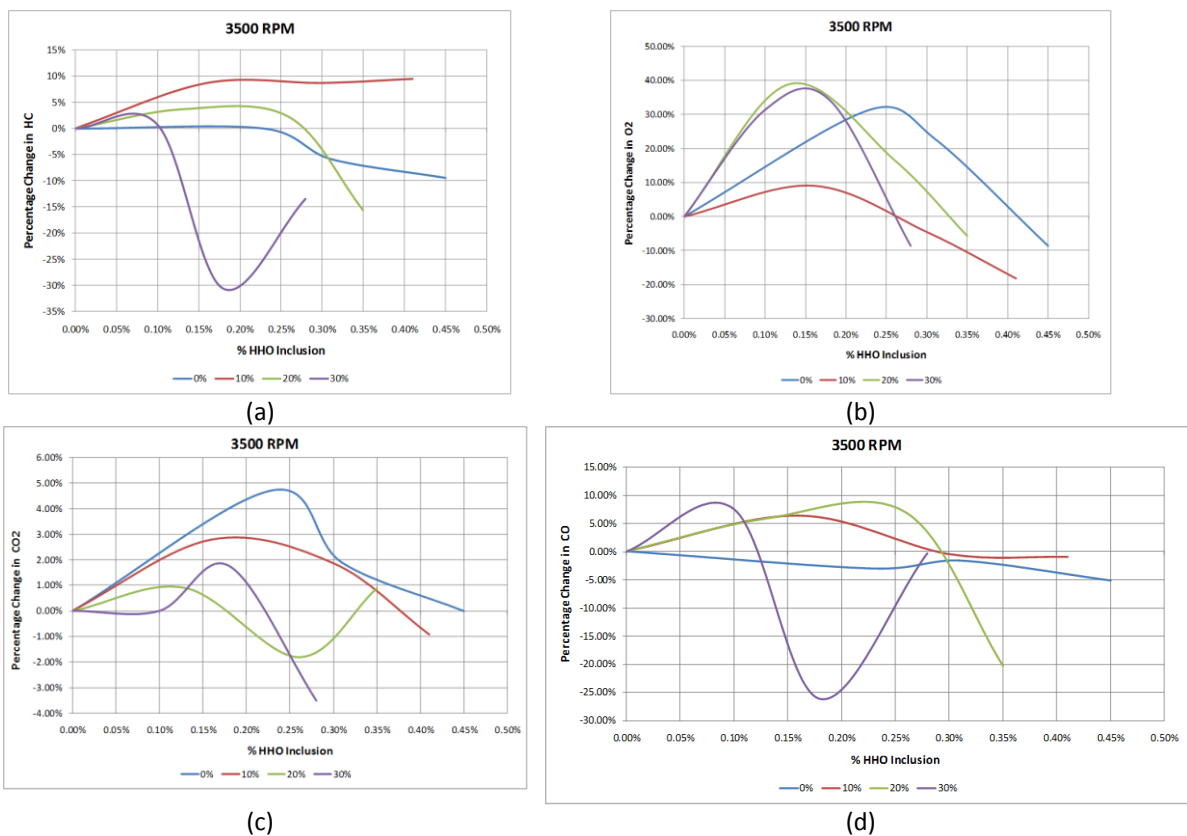 3500 RPM
15%
10%
5%
0%
-5%
-10%
-15%
-20%
-25%
-30%
-35%
Percentage Change in HC
0.00% 0.05% 0.10% 0.15% 0.20% 0.25% 0.30% 0.35% 0.40% 0.45% 0.50%
% HHO Inclusion
0% 10% 20% 30%
(a)
3500 RPM
50.00%
40.00%
30.00%
20.00%
10.00%
0.00%
-10.00%
-20.00%
-30.00%
Percentage Change in O2
0.00% 0.05% 0.10% 0.15% 0.20% 0.25% 0.30% 0.35% 0.40% 0.45% 0.50%
% HHO Inclusion
0% 10% 20% 30%
(b)
3500 RPM
6.00%
5.00%
4.00%
3.00%
2.00%
1.00%
0.00%
-1.00%
-2.00%
-3.00%
-4.00%
Percentage Change in CO2
0.00% 0.05% 0.10% 0.15% 0.20% 0.25% 0.30% 0.35% 0.40% 0.45% 0.50%
% HHO Inclusion
0% 10% 20% 30%
(c)
3500 RPM
15.00%
10.00%
5.00%
0.00%
-5.00%
-10.00%
-15.00%
-20.00%
-25.00%
-30.00%
Percentage Change in CO
0.00% 0.05% 0.10% 0.15% 0.20% 0.25% 0.30% 0.35% 0.40% 0.45% 0.50%
% HHO Inclusion
0% 10% 20% 30%
(d)